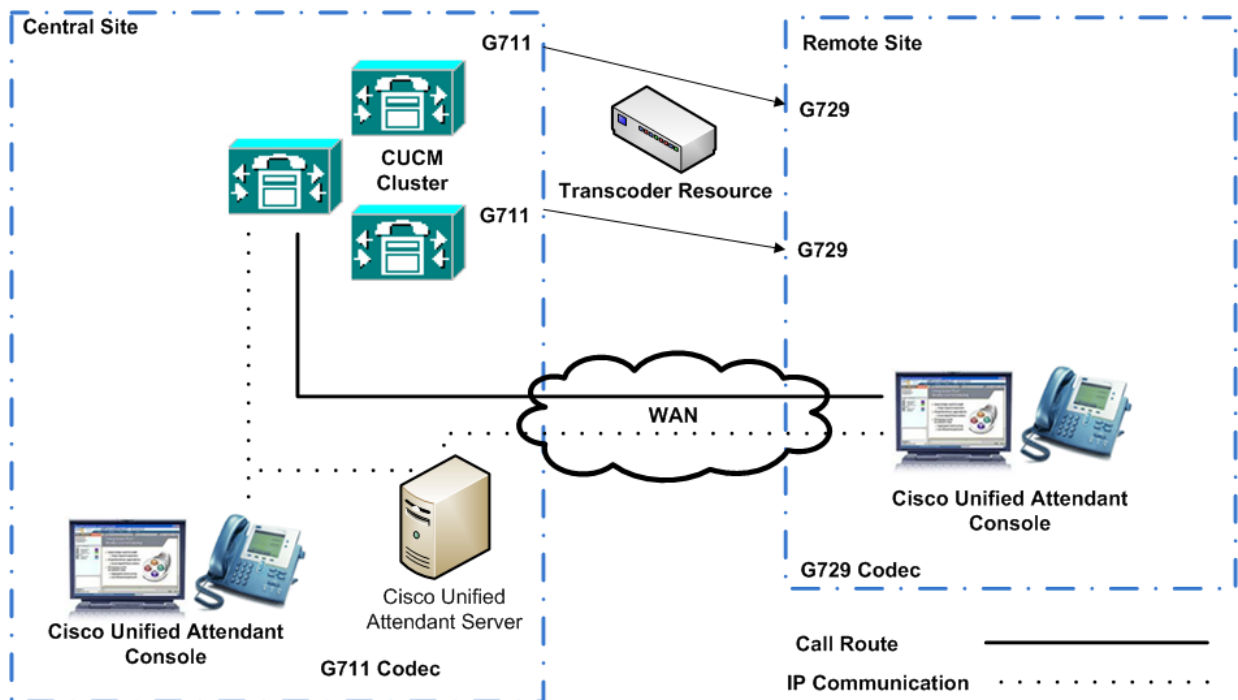 Central Site
G711
Remote Site
G729
CUCM
Cluster
Transcoder Resource
G711
G729
WAN
Cisco Unified Attendant
Console
Cisco Unified
Attendant Server
G729 Codec
Cisco Unified Attendant
Console
G711 Codec
Call Route
IP Communication